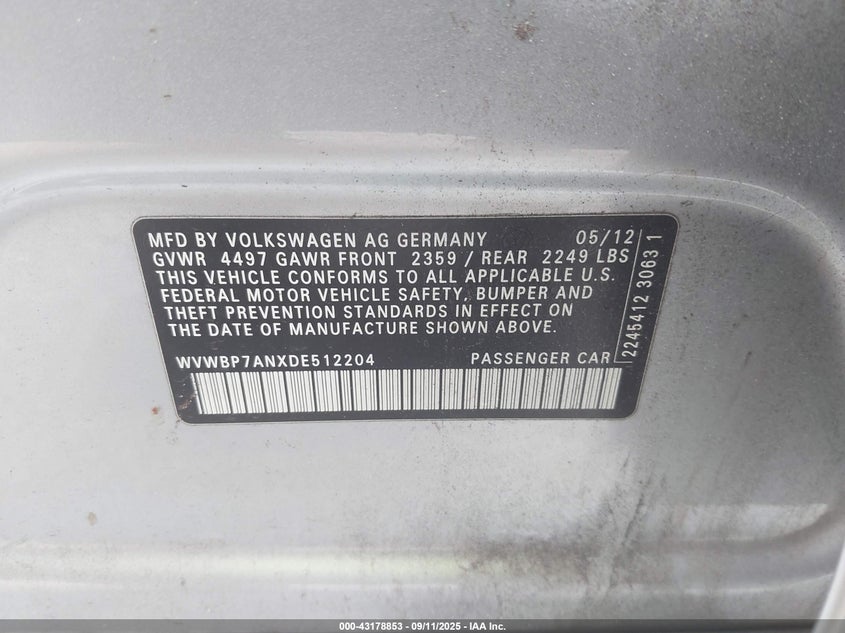 MFD BY VOLKSWAGEN AG GERMANY 05/12
GVWR 4497 GAWR FRONT 2359 / REAR 2249 LBS
THIS VEHICLE CONFORMS TO ALL APPLICABLE U.S.
FEDERAL MOTOR VEHICLE SAFETY, BUMPER AND
THEFT PREVENTION STANDARDS IN EFFECT ON
THE DATE OF MANUFACTURE SHOWN ABOVE.
WVWBP7ANXDE512204 PASSENGER CAR
2245412 3063 1
000-43178853 - 09/11/2025 - IAA Inc.